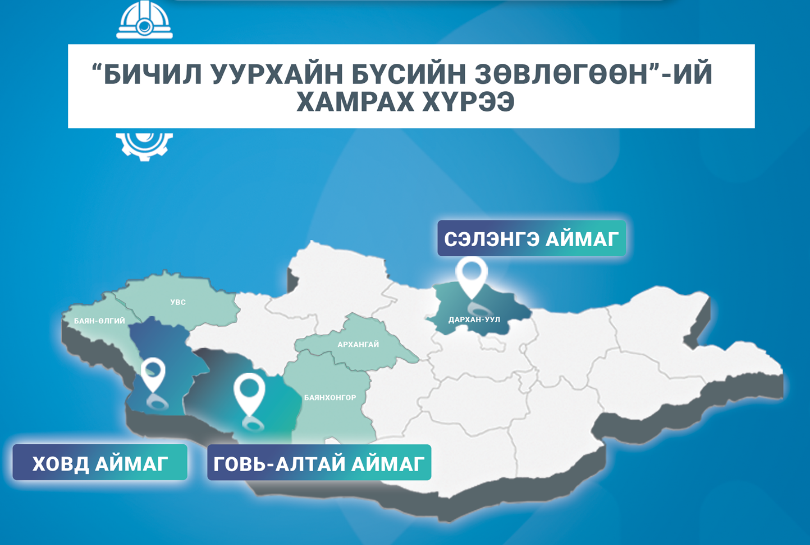 “БИЧИЛ УУРХАЙН БҮСИЙН ЗӨВЛӨГӨӨН”-ИЙ
ХАМРАХ ХҮРЭЭ
СЭЛЭНГЭ АЙМАГ
УВС
БАЯН-ӨЛГИЙ
ДАРХАН-УУЛ
АРХАНГАЙ
БАЯНХОНГОР
ХОВД АЙМАГ
ГОВЬ-АЛТАЙ АЙМАГ